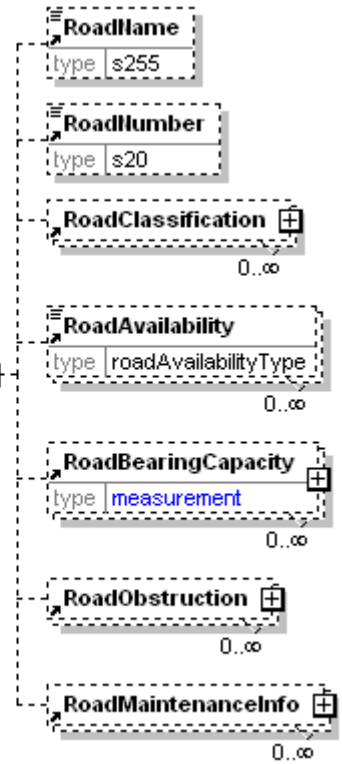 RoadName
type s255
RoadNumber
type s20
RoadClassification
0..∞
RoadAvailability
type roadAvailabilityType
0..∞
RoadBearingCapacity
type measurement
0..∞
RoadObstruction
0..∞
RoadMaintenanceInfo
0..∞